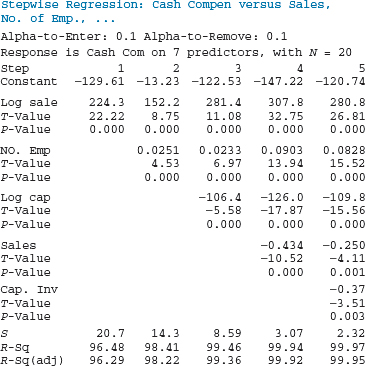 Stepwise Regression: Cash Compen versus Sales,
No. of Emp., ...
Alpha-to-Enter: 0.1 Alpha-to-Remove: 0.1
Response is Cash Com on 7 predictors, with N = 20
Step 1 2 3 4 5
Constant −129.61 −13.23 −122.53 −147.22 −120.74
Log sale 224.3 152.2 281.4 307.8 280.8
T-Value 22.22 8.75 11.08 32.75 26.81
P-Value 0.000 0.000 0.000 0.000 0.000
NO. Emp 0.0251 0.0233 0.0903 0.0828
T-Value 4.53 6.97 13.94 15.52
P-Value 0.000 0.000 0.000 0.000
Log cap −106.4 −126.0 −109.8
T-Value −5.58 −17.87 −15.56
P-Value 0.000 0.000 0.000
Sales −0.434 −0.250
T-Value −10.52 −4.11
P-Value 0.000 0.001
Cap. Inv −0.37
T-Value −3.51
P-Value 0.003
S 20.7 14.3 8.59 3.07 2.32
R-Sq 96.48 98.41 99.46 99.94 99.97
R-Sq(adj) 96.29 98.22 99.36 99.92 99.95